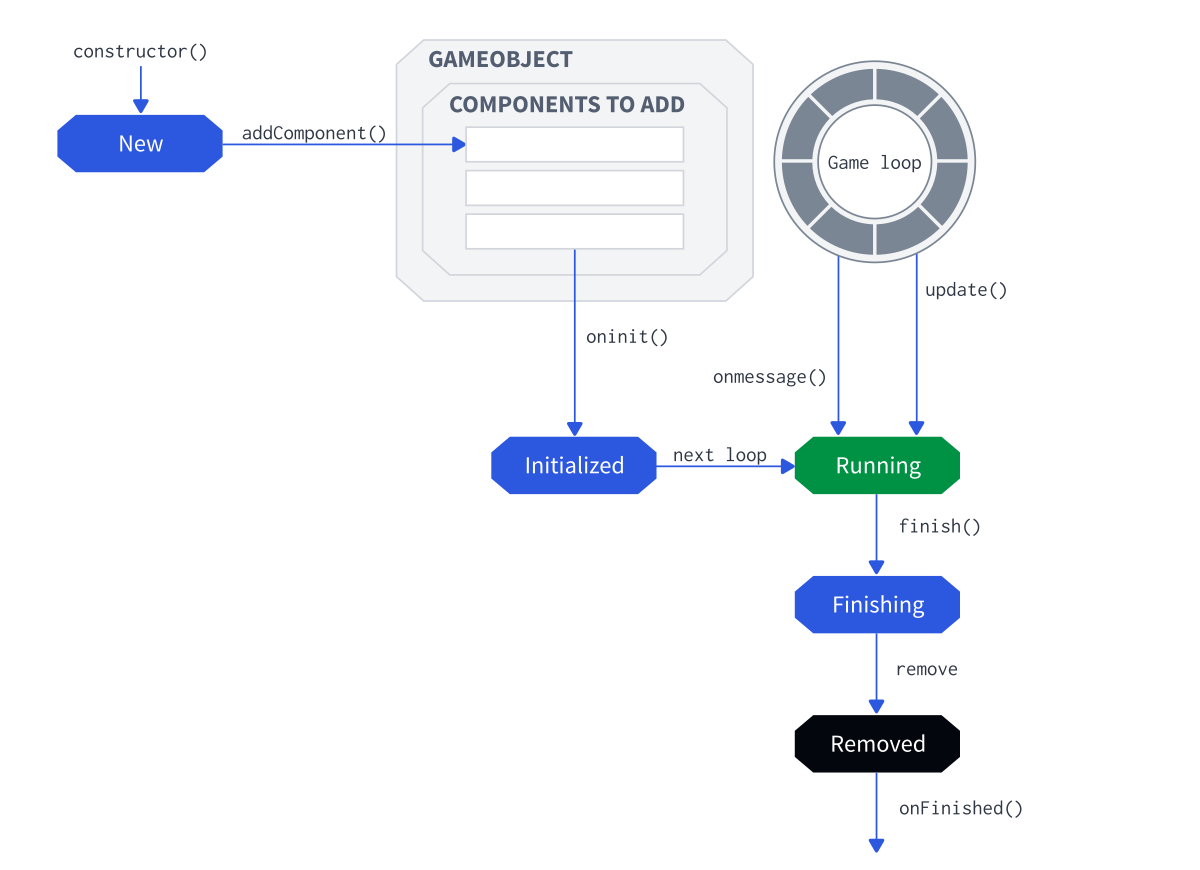 constructor()
New
addComponent()
GAMEOBJECT
COMPONENTS TO ADD
Game loop
update()
oninit()
onmessage()
Initialized
next loop
Running
finish()
Finishing
remove
Removed
onFinished()